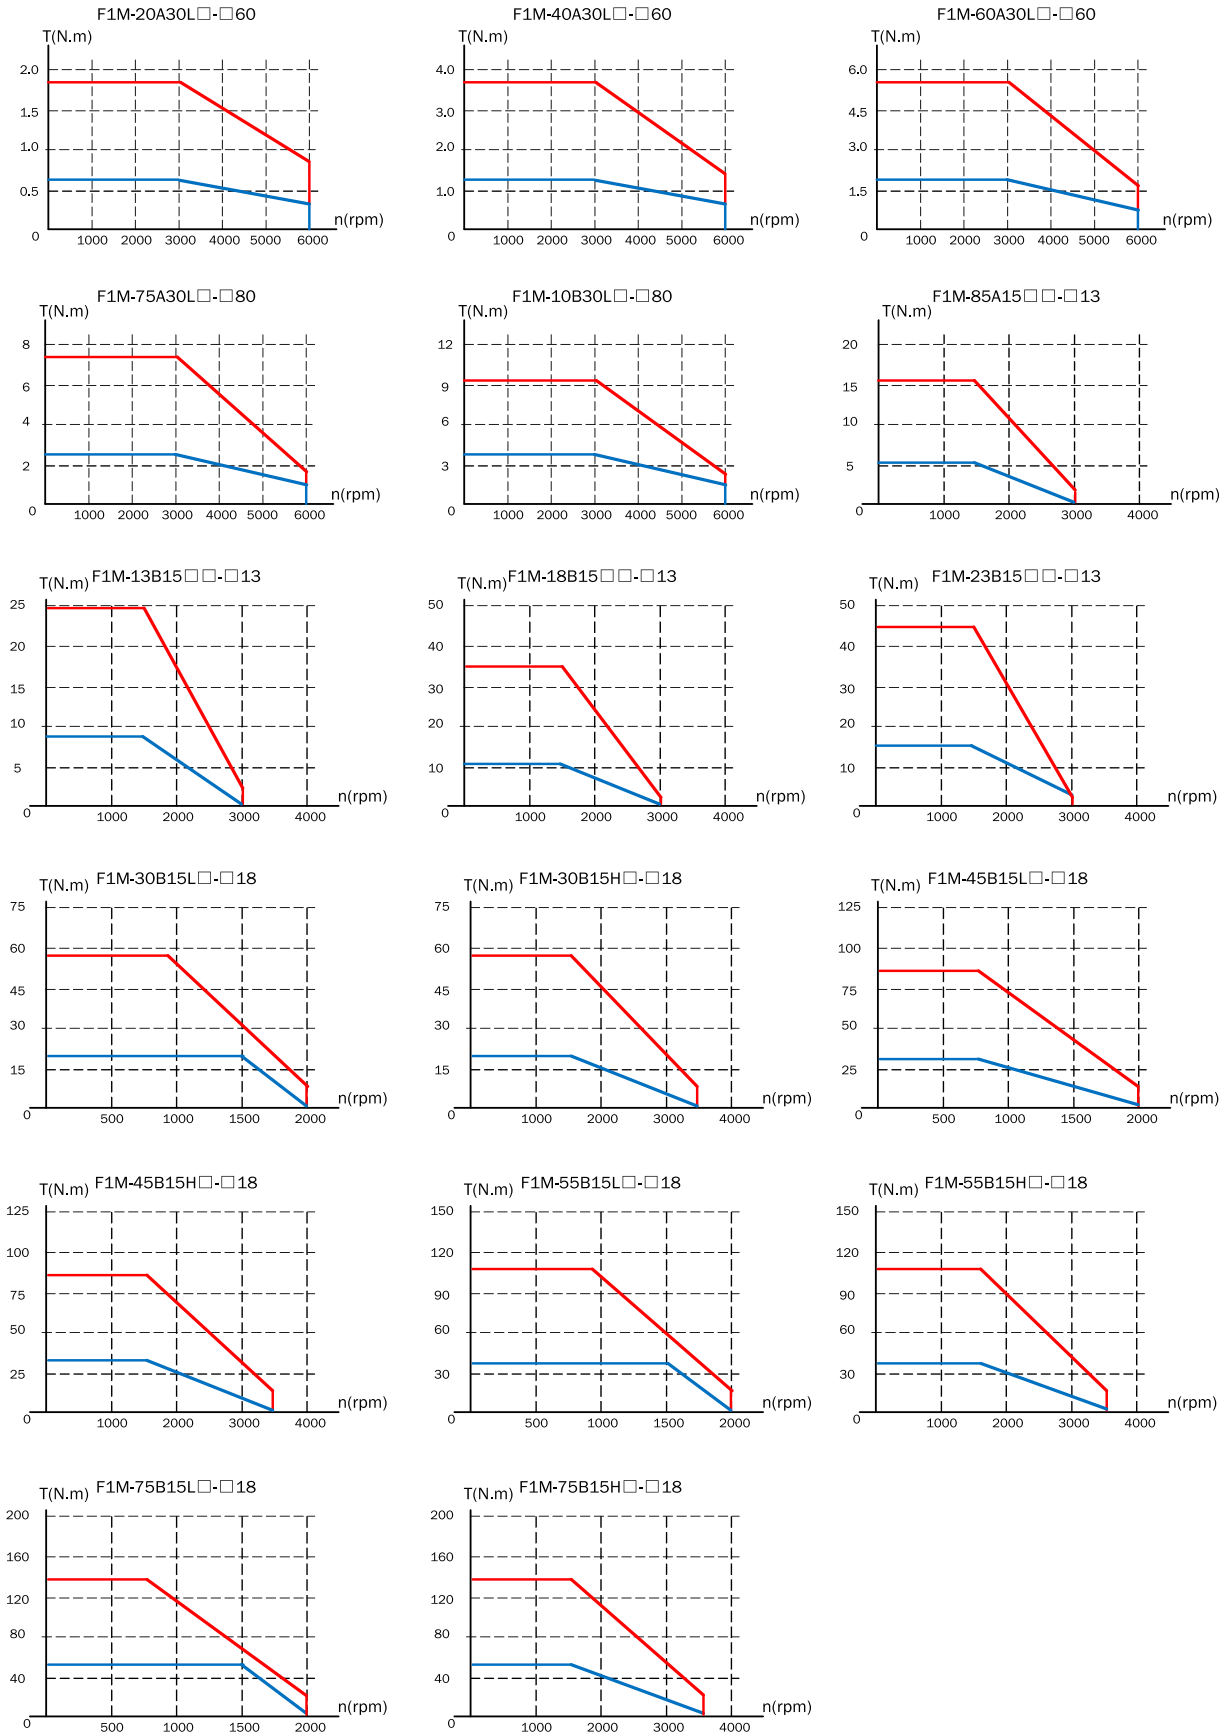 F1M-20A30L□-□60
T(N.m)
2.0
1.5
1.0
0.5
0
1000 2000 3000 4000 5000 6000
n(rpm)
F1M-40A30L□-□60
T(N.m)
4.0
3.0
2.0
1.0
0
1000 2000 3000 4000 5000 6000
n(rpm)
F1M-60A30L□-□60
T(N.m)
6.0
4.5
3.0
1.5
0
1000 2000 3000 4000 5000 6000
n(rpm)
F1M-75A30L□-□80
T(N.m)
8
6
4
2
0
1000 2000 3000 4000 5000 6000
n(rpm)
F1M-10B30L□-□80
T(N.m)
12
9
6
3
0
1000 2000 3000 4000 5000 6000
n(rpm)
F1M-85A15□□-□13
T(N.m)
20
15
10
5
0
1000 2000 3000 4000
n(rpm)
T(N.m) F1M-13B15□□-□13
25
20
15
10
5
0
1000 2000 3000 4000
n(rpm)
T(N.m) F1M-18B15□□-□13
50
40
30
20
10
0
1000 2000 3000 4000
n(rpm)
T(N.m) F1M-23B15□□-□13
50
40
30
20
10
0
1000 2000 3000 4000
n(rpm)
T(N.m) F1M-30B15L□-□18
75
60
45
30
15
0
500 1000 1500 2000
n(rpm)
T(N.m) F1M-30B15H□-□18
75
60
45
30
15
0
1000 2000 3000 4000
n(rpm)
T(N.m) F1M-45B15L□-□18
125
100
75
50
25
0
500 1000 1500 2000
n(rpm)
T(N.m) F1M-45B15H□-□18
125
100
75
50
25
0
1000 2000 3000 4000
n(rpm)
T(N.m) F1M-55B15L□-□18
150
120
90
60
30
0
500 1000 1500 2000
n(rpm)
T(N.m) F1M-55B15H□-□18
150
120
90
60
30
0
1000 2000 3000 4000
n(rpm)
T(N.m) F1M-75B15L□-□18
200
160
120
80
40
0
500 1000 1500 2000
n(rpm)
T(N.m) F1M-75B15H□-□18
200
160
120
80
40
0
1000 2000 3000 4000
n(rpm)